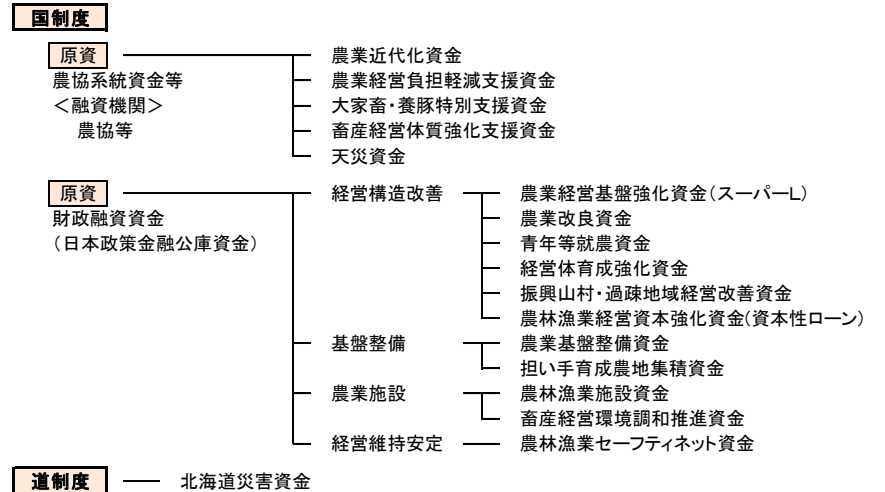 国制度
原資 農業近代化資金
農協系統資金等 農業経営負担軽減支援資金
＜融資機関＞ 大家畜・養豚特別支援資金
農協等 畜産経営体質強化支援資金
天災資金
原資 経営構造改善 農業経営基盤強化資金(スーパーL)
財政融資資金 農業改良資金
（日本政策金融公庫資金） 青年等就農資金
経営体育成強化資金
振興山村・過疎地域経営改善資金
農林漁業経営資本強化資金(資本性ローン)
基盤整備 農業基盤整備資金
担い手育成農地集積資金
農業施設 農林漁業施設資金
畜産経営環境調和推進資金
経営維持安定 農林漁業セーフティネット資金
道制度 北海道災害資金